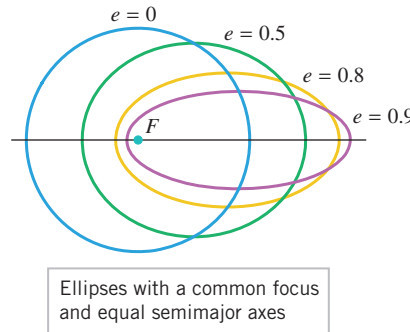 e = 0
e = 0.5
e = 0.8
e = 0.9
F
Ellipses with a common focus
and equal semimajor axes